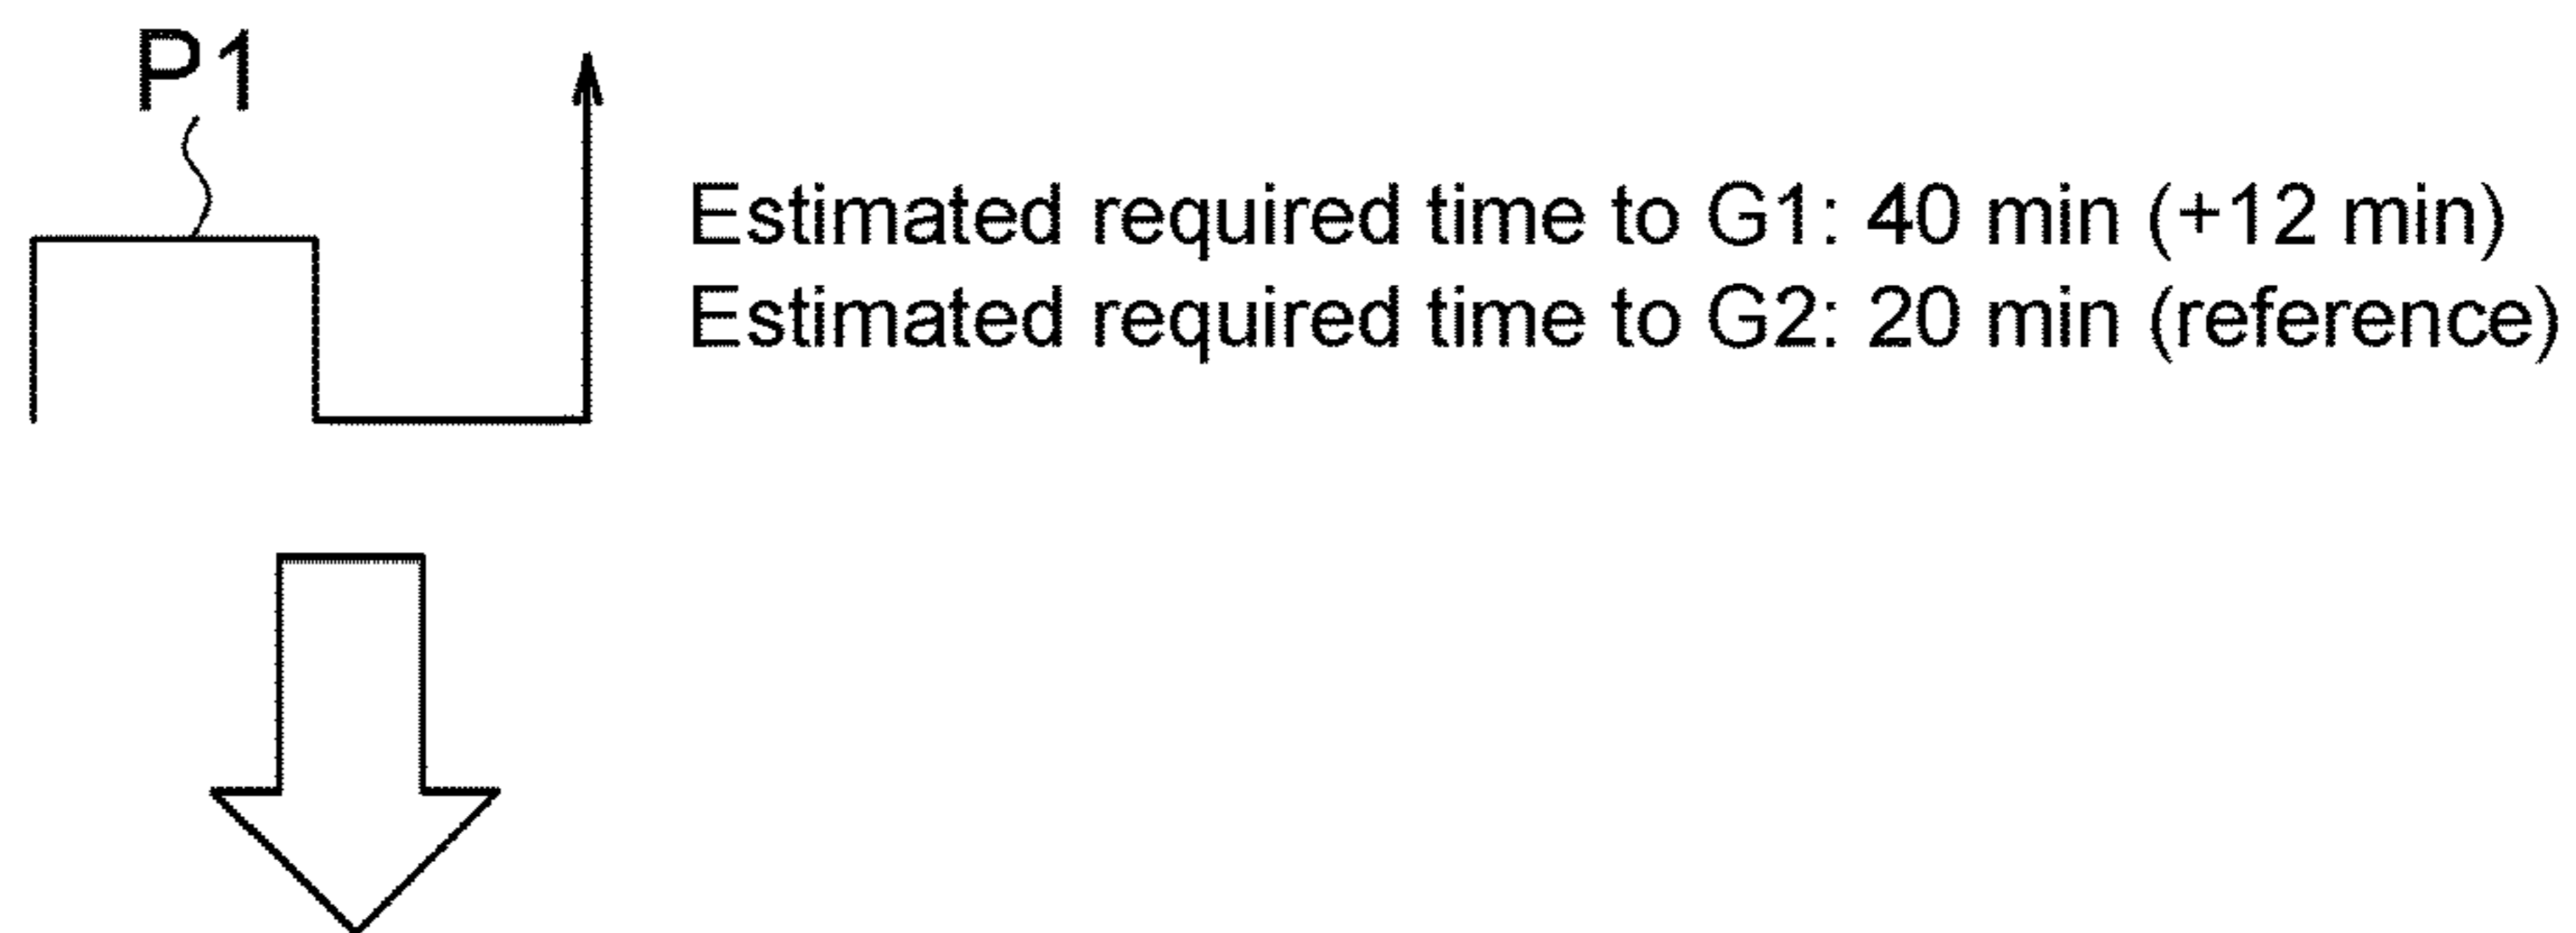 P1
Estimated required time to G1: 40 min (+12 min)
Estimated required time to G2: 20 min (reference)